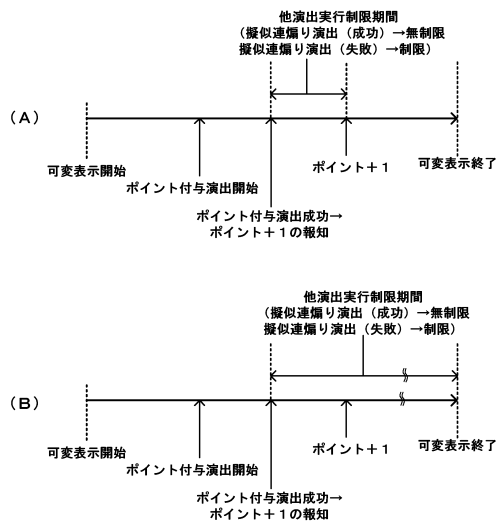 他演出実行制限期間
(擬似連煽り演出(成功)→無制限
擬似連煽り演出(失敗)→制限)
(A)
可変表示開始
ポイント付与演出開始
ポイント+1
可変表示終了
ポイント付与演出成功→
ポイント+1の報知
他演出実行制限期間
(擬似連煽り演出(成功)→無制限
擬似連煽り演出(失敗)→制限)
(B)
可変表示開始
ポイント付与演出開始
ポイント+1
可変表示終了
ポイント付与演出成功→
ポイント+1の報知